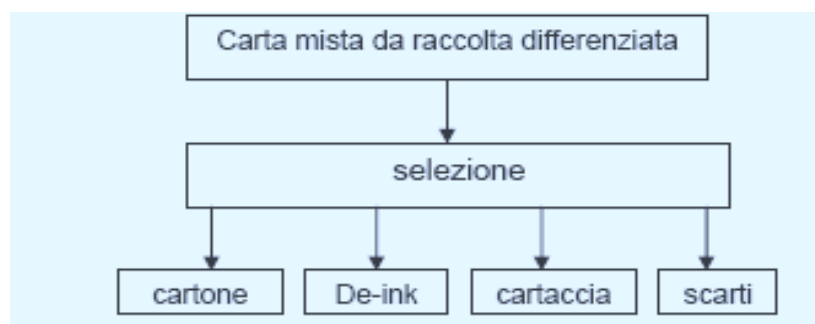 Carta mista da raccolta differenziata
selezione
cartone
De-ink
cartaccia
scarti